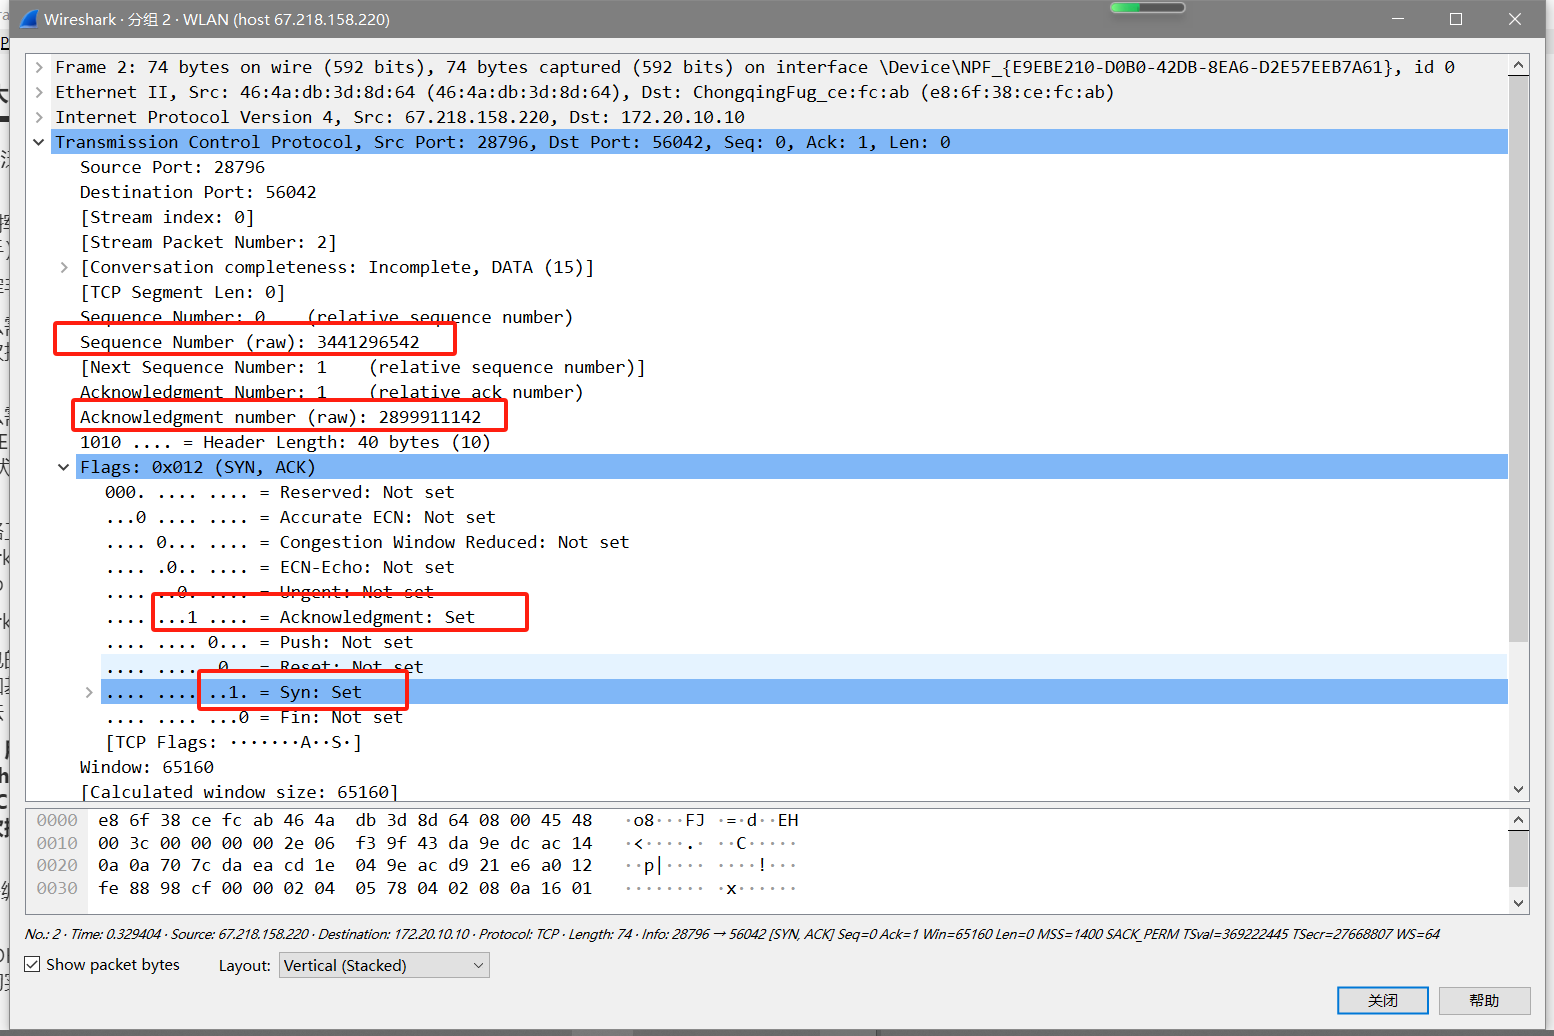 Wireshark · 分组 2 · WLAN (host 67.218.158.220)
Frame 2: 74 bytes on wire (592 bits), 74 bytes captured (592 bits) on interface \Device\NPF_{E9EBE210-D0B0-42DB-8EA6-D2E57EEB7A61}, id 0
Ethernet II, Src: 46:4a:db:3d:8d:64 (46:4a:db:3d:8d:64), Dst: ChongqingFug_ce:fc:ab (e8:6f:38:ce:fc:ab)
Internet Protocol Version 4, Src: 67.218.158.220, Dst: 172.20.10.10
Transmission Control Protocol, Src Port: 28796, Dst Port: 56042, Seq: 0, Ack: 1, Len: 0
Source Port: 28796
Destination Port: 56042
[Stream index: 0]
[Stream Packet Number: 2]
[Conversation completeness: Incomplete, DATA (15)]
[TCP Segment Len: 0]
Sequence Number: 0    (relative sequence number)
Sequence Number (raw): 3441296542
[Next Sequence Number: 1    (relative sequence number)]
Acknowledgment Number: 1    (relative ack number)
Acknowledgment number (raw): 2899911142
1010 .... = Header Length: 40 bytes (10)
Flags: 0x012 (SYN, ACK)
000. .... .... = Reserved: Not set
...0 .... .... = Accurate ECN: Not set
.... 0... .... = Congestion Window Reduced: Not set
.... .0.. .... = ECN-Echo: Not set
.... ..0. .... = Urgent: Not set
.... ...1 .... = Acknowledgment: Set
.... .... 0... = Push: Not set
.... .... .0.. = Reset: Not set
.... .... ..1. = Syn: Set
.... .... ...0 = Fin: Not set
[TCP Flags: ·······A··S·]
Window: 65160
[Calculated window size: 65160]
0000 e8 6f 38 ce fc ab 46 4a db 3d 8d 64 08 00 45 48 ·o8···FJ ·=·d··EH
0010 00 3c 00 00 00 00 2e 06 f3 9f 43 da 9e dc ac 14 ·<····.· ··C·····
0020 0a 0a 70 7c da ea cd 1e 04 9e ac d9 21 e6 a0 12 ··p|···· ····!···
0030 fe 88 98 cf 00 00 02 04 05 78 04 02 08 0a 16 01 ········ ·x······
No.: 2 · Time: 0.329404 · Source: 67.218.158.220 · Destination: 172.20.10.10 · Protocol: TCP · Length: 74 · Info: 28796 → 56042 [SYN, ACK] Seq=0 Ack=1 Win=65160 Len=0 MSS=1400 SACK_PERM TSval=369222445 TSecr=27668807 WS=64
Show packet bytes
Layout: Vertical (Stacked)
关闭
帮助